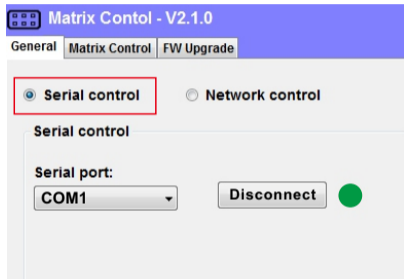 Matrix Contol - V2.1.0
General Matrix Control FW Upgrade
Serial control Network control
Serial control
Serial port:
COM1 Disconnect